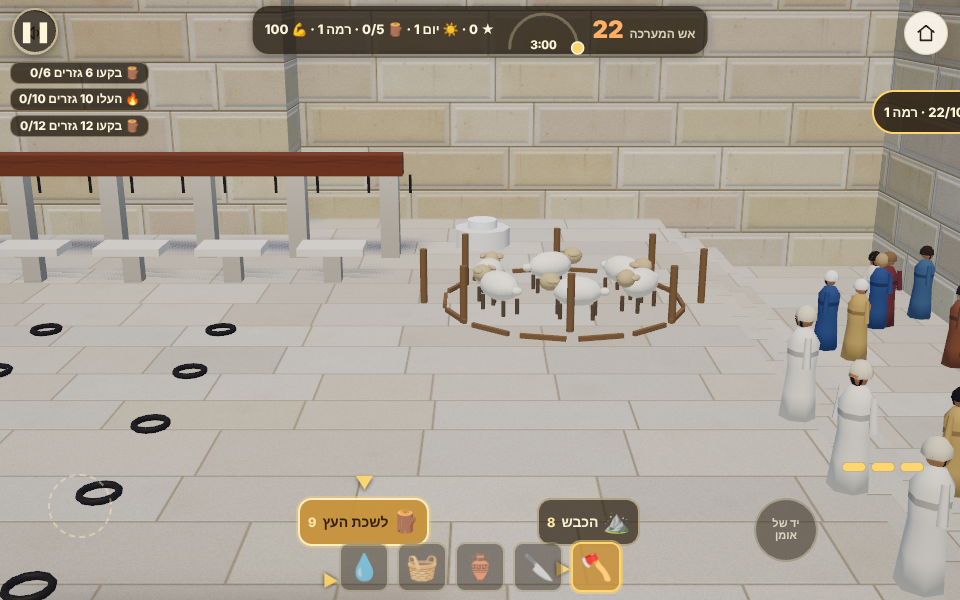 אש המערכה 22
3:00
★ 0 · ☀️ יום 1 · רמה 1 · 🪵 0/5 · 💪 100
🪵 בקעו 6 גזרים 0/6
🔥 העלו 10 גזרים 0/10
🪵 בקעו 12 גזרים 0/12
רמה 1 · 22/10
⛰️ הכבש 8
🪵 לשכת העץ 9
יד של
אומן